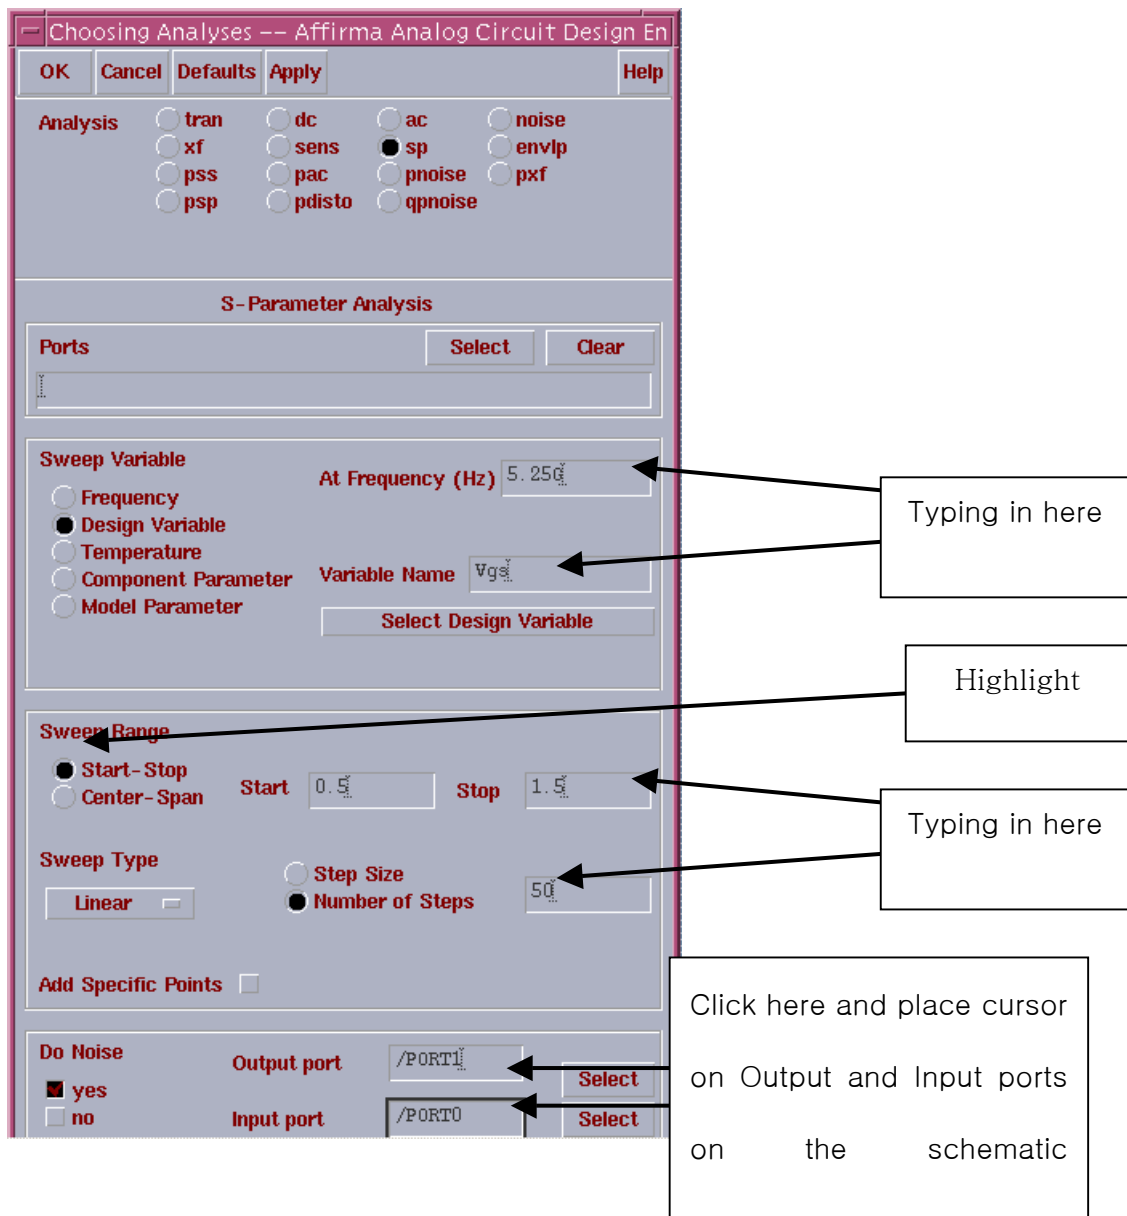 Choosing Analyses -- Affirma Analog Circuit Design En
OK Cancel Defaults Apply Help
Analysis tran dc ac noise
xf sens sp envlp
pss pac pnoise pxf
psp pdisto qpnoise
S-Parameter Analysis
Ports Select Clear
Sweep Variable
At Frequency (Hz) 5.25G
Frequency
Design Variable
Temperature
Component Parameter
Variable Name Vgs
Model Parameter
Select Design Variable
Typing in here
Highlight
Sweep Range
Start-Stop
Center-Span
Start 0.5 Stop 1.5
Typing in here
Sweep Type
Linear
Step Size
Number of Steps 50
Add Specific Points
Do Noise
yes
no
Output port /PORT1 Select
Input port /PORT0 Select
Click here and place cursor
on Output and Input ports
on the schematic